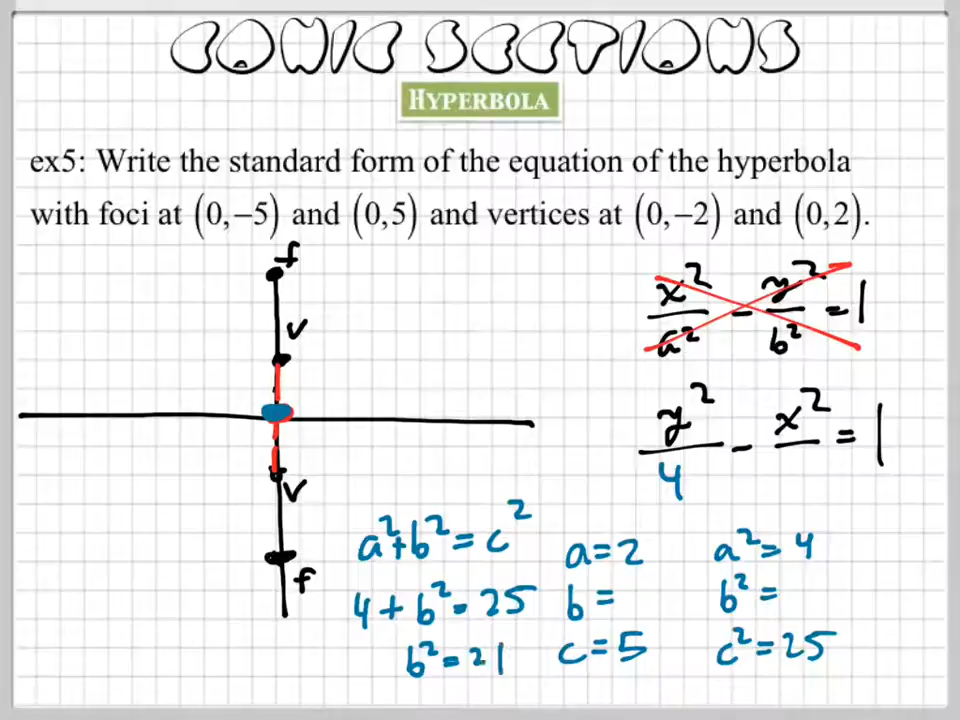 CONIC SECTIONS
HYPERBOLA
ex5: Write the standard form of the equation of the hyperbola
with foci at (0,−5) and (0,5) and vertices at (0,−2) and (0,2).
f
V
V
f
x²/a² - y²/b² = 1
y²/4 - x²/ = 1
a²+b²=c²
4+b²=25
b²=21
a=2
b=
c=5
a²=4
b²=
c²=25